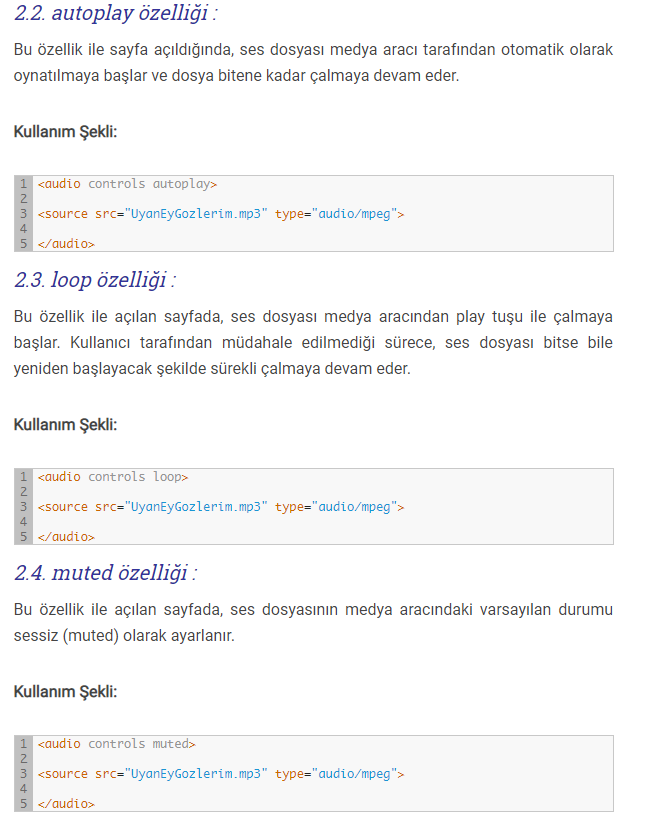 2.2. autoplay özelliği :
Bu özellik ile sayfa açıldığında, ses dosyası medya aracı tarafından otomatik olarak
oynatılmaya başlar ve dosya bitene kadar çalmaya devam eder.
Kullanım Şekli:
1 <audio controls autoplay>
2
3 <source src="UyanEyGozlerim.mp3" type="audio/mpeg">
4
5 </audio>
2.3. loop özelliği :
Bu özellik ile açılan sayfada, ses dosyası medya aracından play tuşu ile çalmaya
başlar. Kullanıcı tarafından müdahale edilmediği sürece, ses dosyası bitse bile
yeniden başlayacak şekilde sürekli çalmaya devam eder.
Kullanım Şekli:
1 <audio controls loop>
2
3 <source src="UyanEyGozlerim.mp3" type="audio/mpeg">
4
5 </audio>
2.4. muted özelliği :
Bu özellik ile açılan sayfada, ses dosyasının medya aracındaki varsayılan durumu
sessiz (muted) olarak ayarlanır.
Kullanım Şekli:
1 <audio controls muted>
2
3 <source src="UyanEyGozlerim.mp3" type="audio/mpeg">
4
5 </audio>